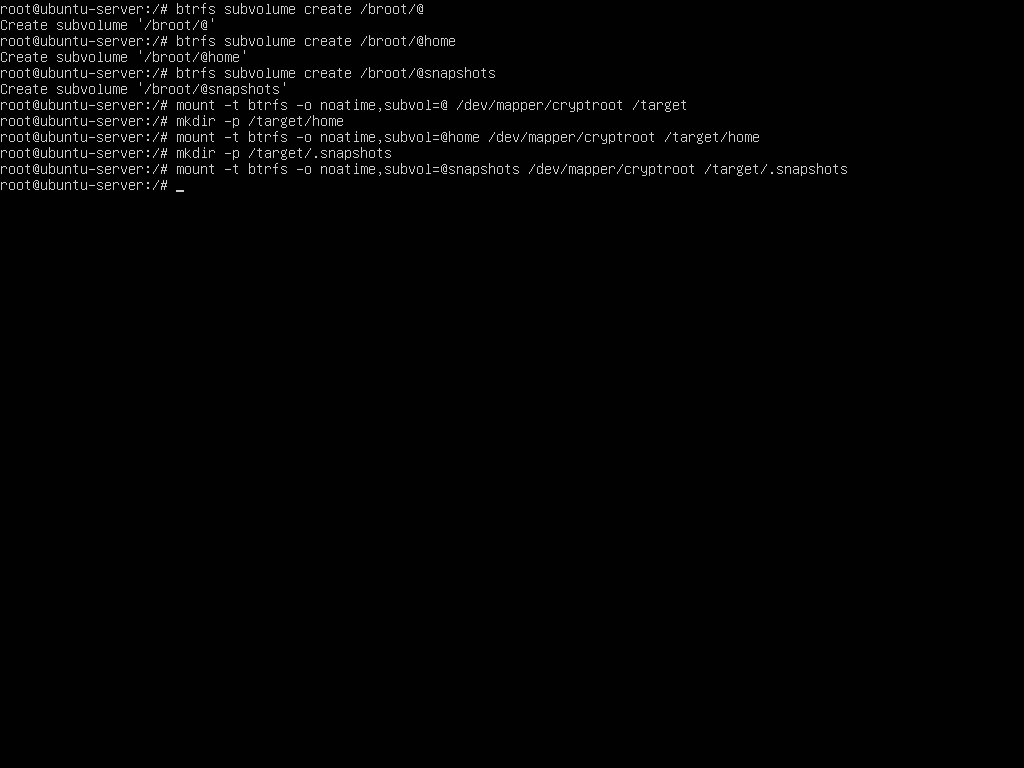 root@ubuntu-server:/# btrfs subvolume create /broot/@
Create subvolume '/broot/@'
root@ubuntu-server:/# btrfs subvolume create /broot/@home
Create subvolume '/broot/@home'
root@ubuntu-server:/# btrfs subvolume create /broot/@snapshots
Create subvolume '/broot/@snapshots'
root@ubuntu-server:/# mount -t btrfs -o noatime,subvol=@ /dev/mapper/cryptroot /target
root@ubuntu-server:/# mkdir -p /target/home
root@ubuntu-server:/# mount -t btrfs -o noatime,subvol=@home /dev/mapper/cryptroot /target/home
root@ubuntu-server:/# mkdir -p /target/.snapshots
root@ubuntu-server:/# mount -t btrfs -o noatime,subvol=@snapshots /dev/mapper/cryptroot /target/.snapshots
root@ubuntu-server:/# _